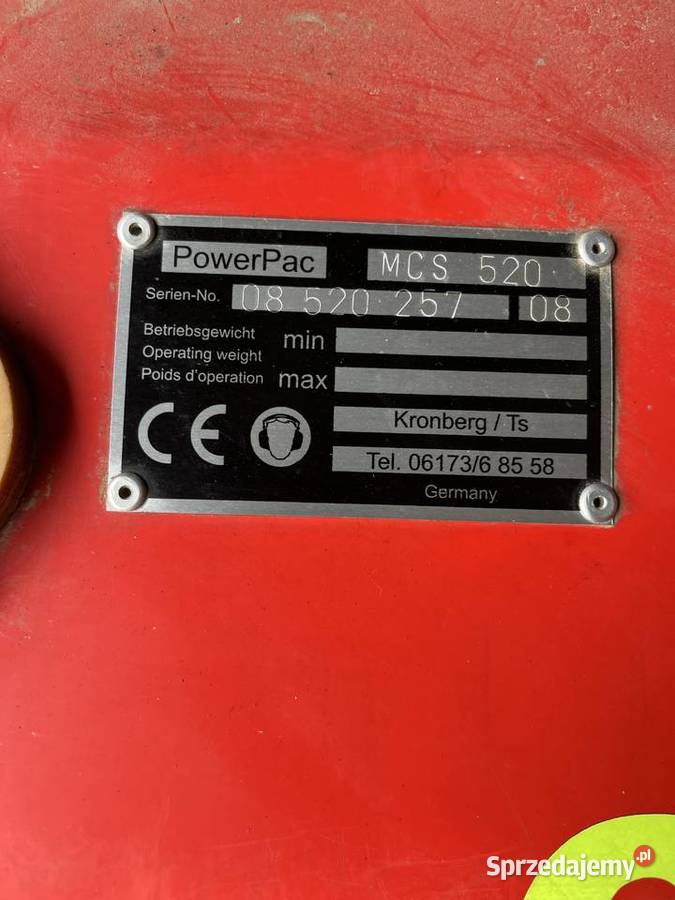 PowerPac MCS 520
Serien-No. 08 520 257 08
Betriebsgewicht min
Operating weight
Poids d'operation max
CE
Kronberg / Ts
Tel. 06173/6 85 58
Germany
Sprzedajemy.pl